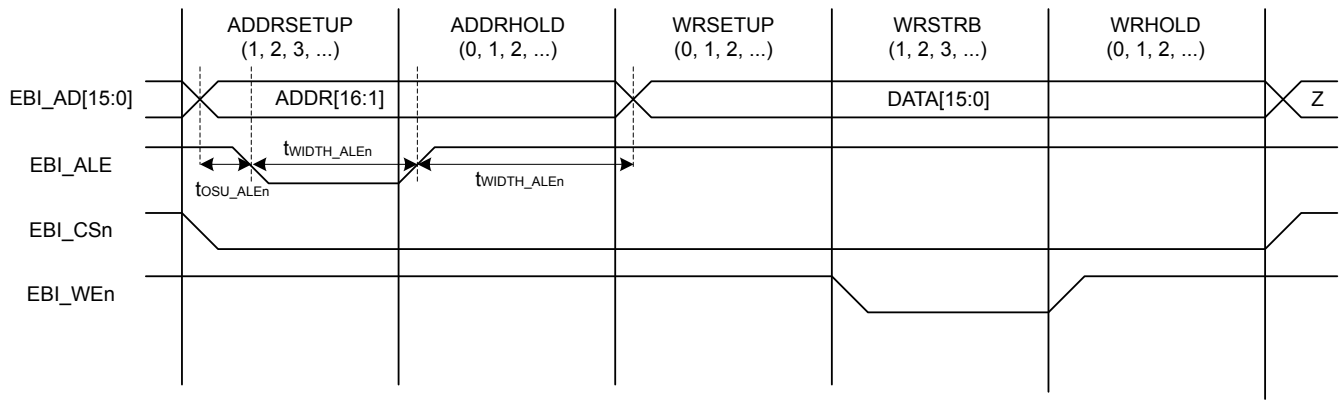 ADDRSETUP
(1, 2, 3, ...)
ADDRHOLD
(0, 1, 2, ...)
WRSETUP
(0, 1, 2, ...)
WRSTRB
(1, 2, 3, ...)
WRHOLD
(0, 1, 2, ...)
EBI_AD[15:0]
ADDR[16:1]
DATA[15:0]
Z
EBI_ALE
tWIDTH_ALEn
tOSU_ALEn
tWIDTH_ALEn
EBI_CSn
EBI_WEn